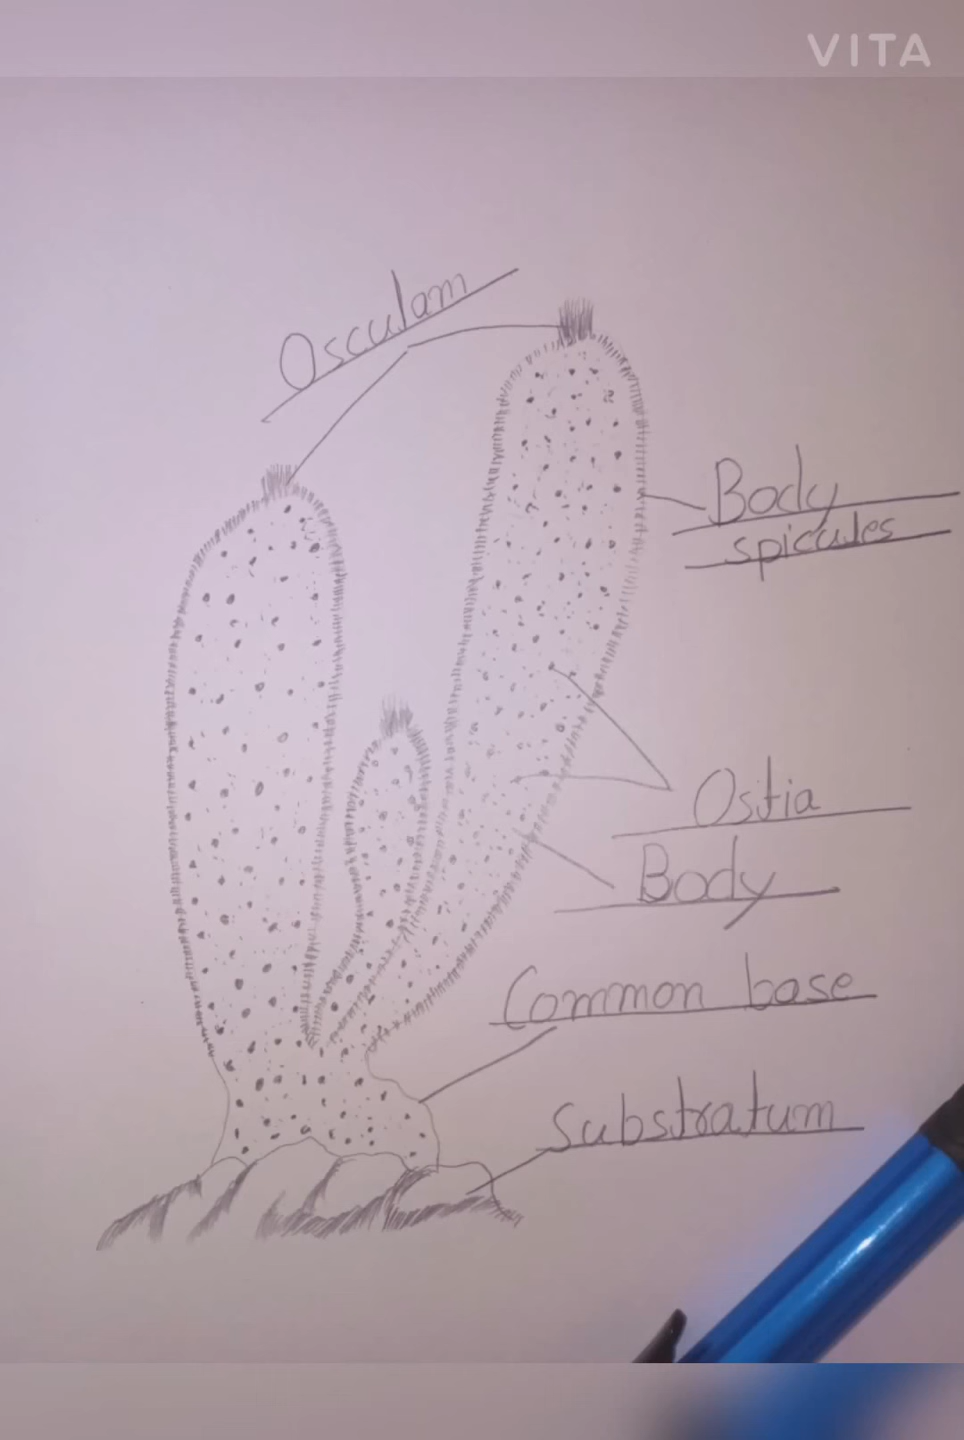 VITA
Osculam
Body
spicules
Ostia
Body
Common base
Substratum